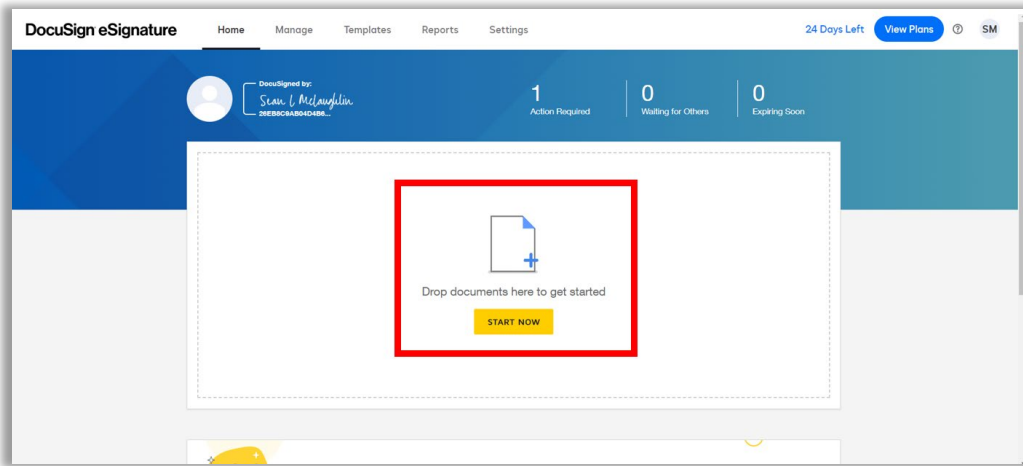 DocuSign eSignature Home Manage Templates Reports Settings 24 Days Left View Plans ? SM
DocuSigned by:
Sean L Mclaughlin
26EB8C9AB04D4B6...
1 0 0
Action Required Waiting for Others Expiring Soon
Drop documents here to get started
START NOW